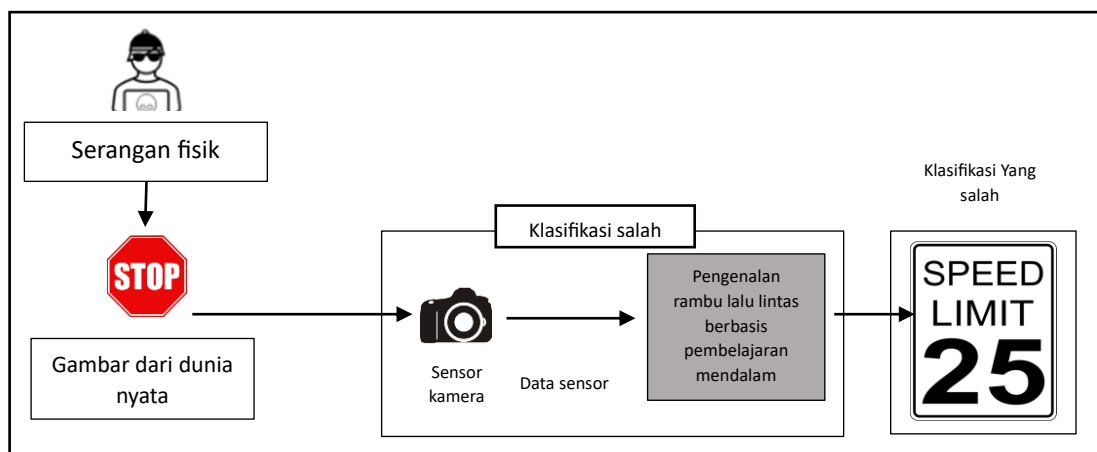 Serangan fisik
STOP
Gambar dari dunia
nyata
Klasifikasi salah
Sensor
kamera
Data sensor
Pengenalan
rambu lalu lintas
berbasis
pembelajaran
mendalam
Klasifikasi Yang
salah
SPEED
LIMIT
25